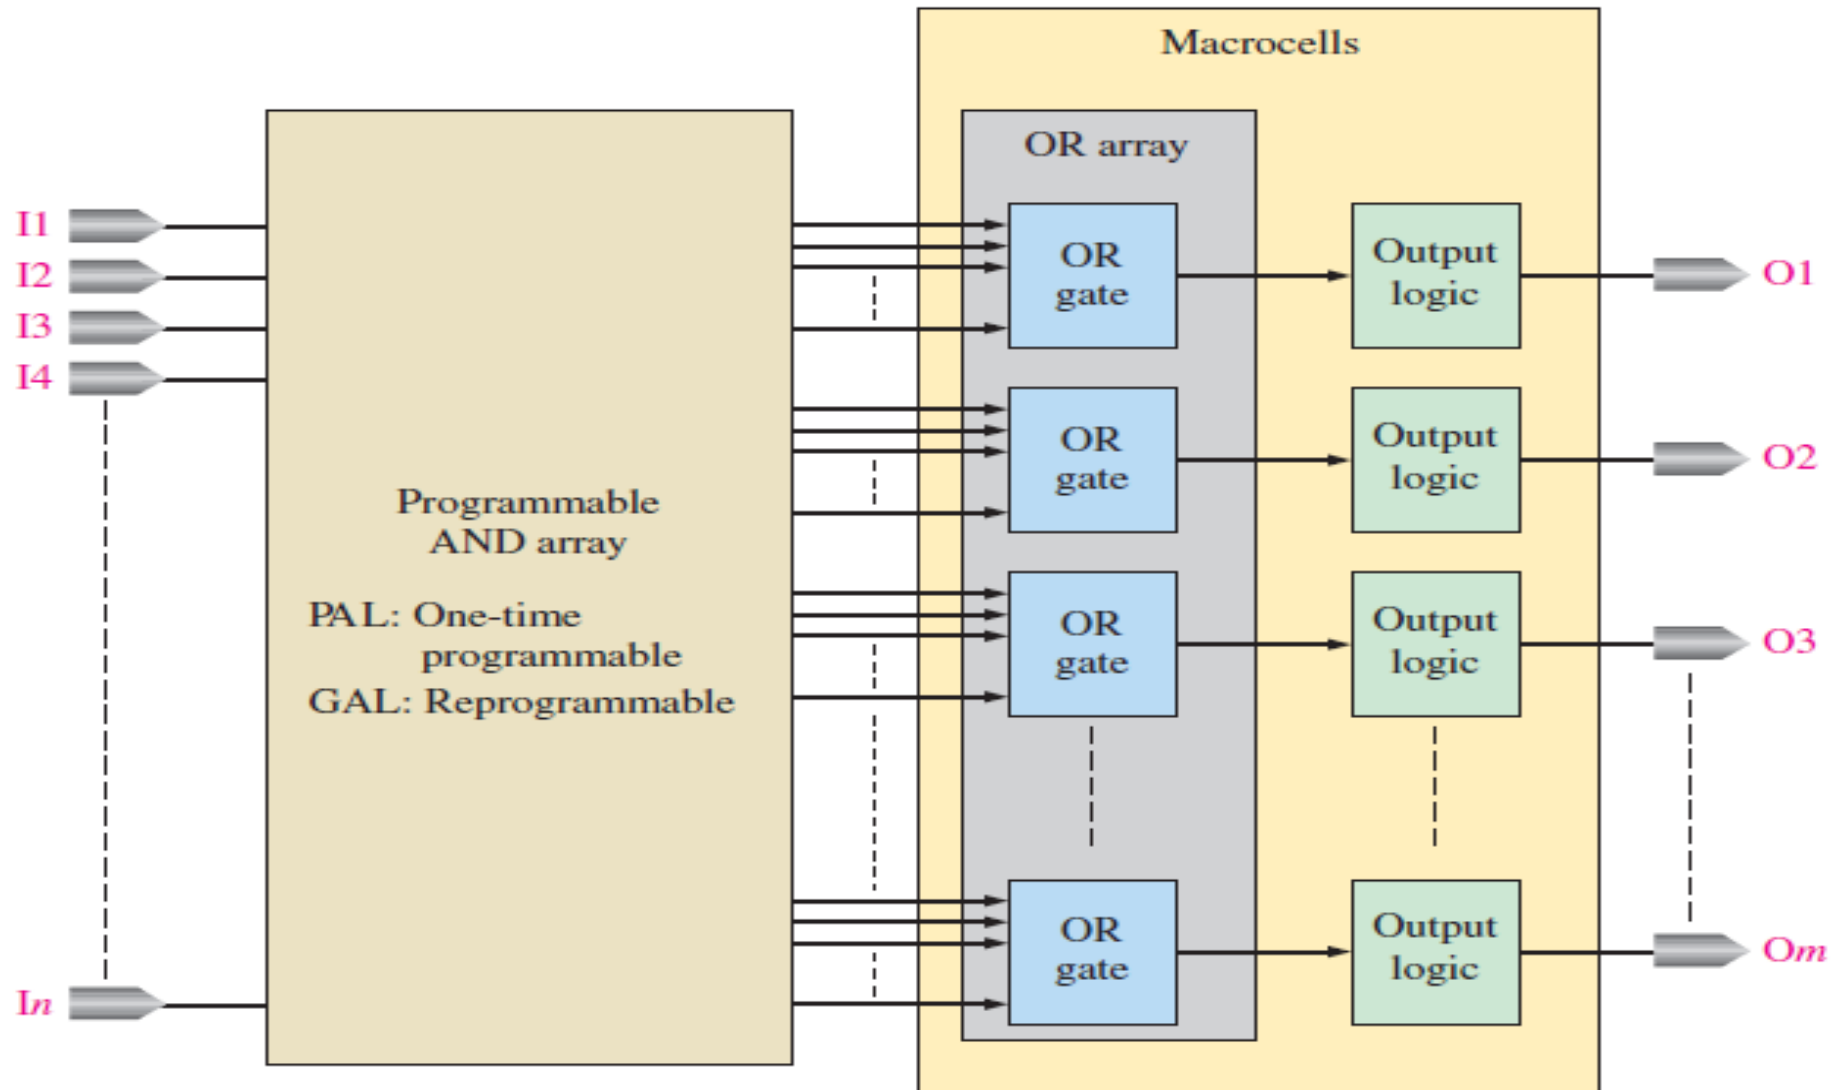 Macrocells
OR array
I1
I2
I3
I4
In
Programmable
AND array
PAL: One-time
programmable
GAL: Reprogrammable
OR
gate
Output
logic
O1
OR
gate
Output
logic
O2
OR
gate
Output
logic
O3
OR
gate
Output
logic
Om